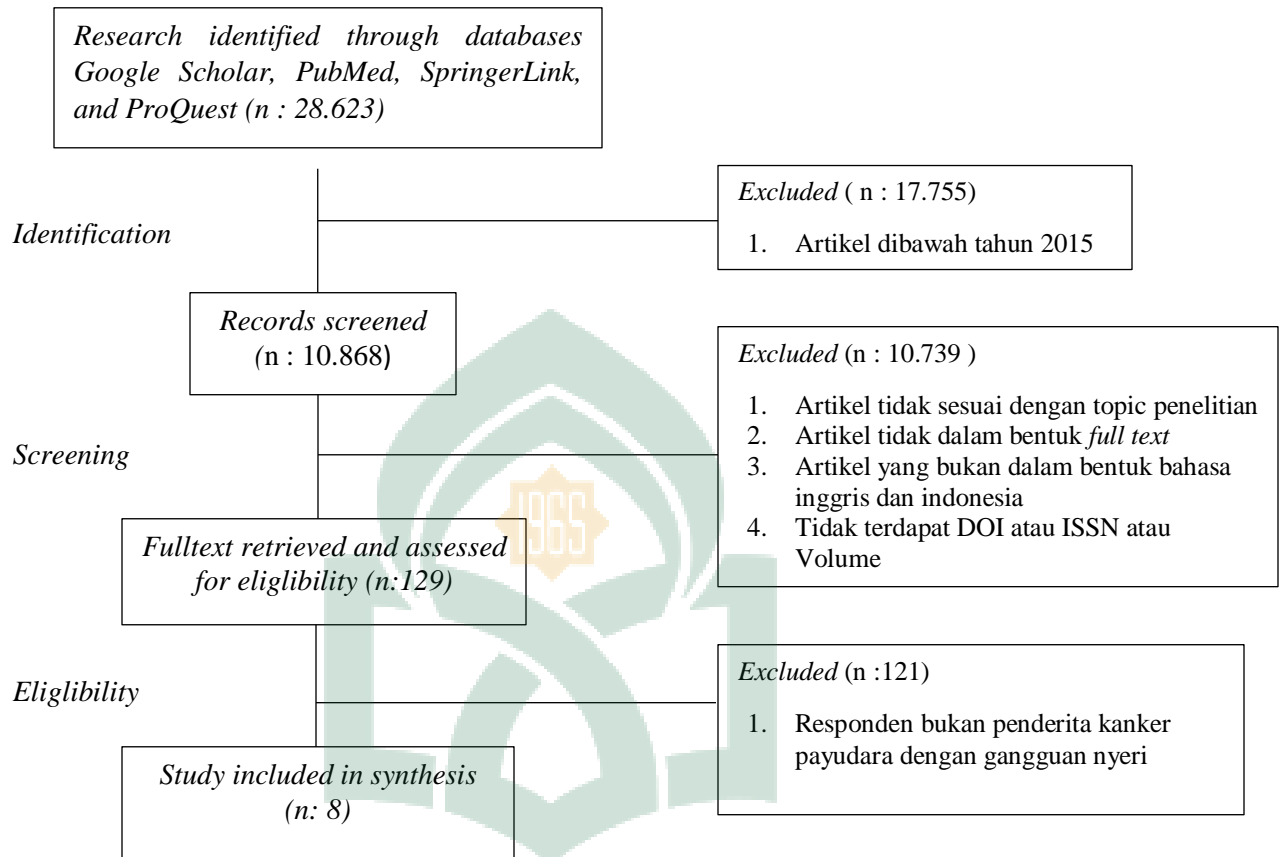 Research identified through databases
Google Scholar, PubMed, SpringerLink,
and ProQuest (n : 28.623)
Excluded ( n : 17.755)
1. Artikel dibawah tahun 2015
Identification
Records screened
(n : 10.868)
Excluded (n : 10.739 )
1. Artikel tidak sesuai dengan topic penelitian
2. Artikel tidak dalam bentuk full text
3. Artikel yang bukan dalam bentuk bahasa
inggris dan indonesia
4. Tidak terdapat DOI atau ISSN atau
Volume
Screening
1965
Fulltext retrieved and assessed
for eliglibility (n:129)
Excluded (n :121)
1. Responden bukan penderita kanker
payudara dengan gangguan nyeri
Eliglibility
Study included in synthesis
(n: 8)